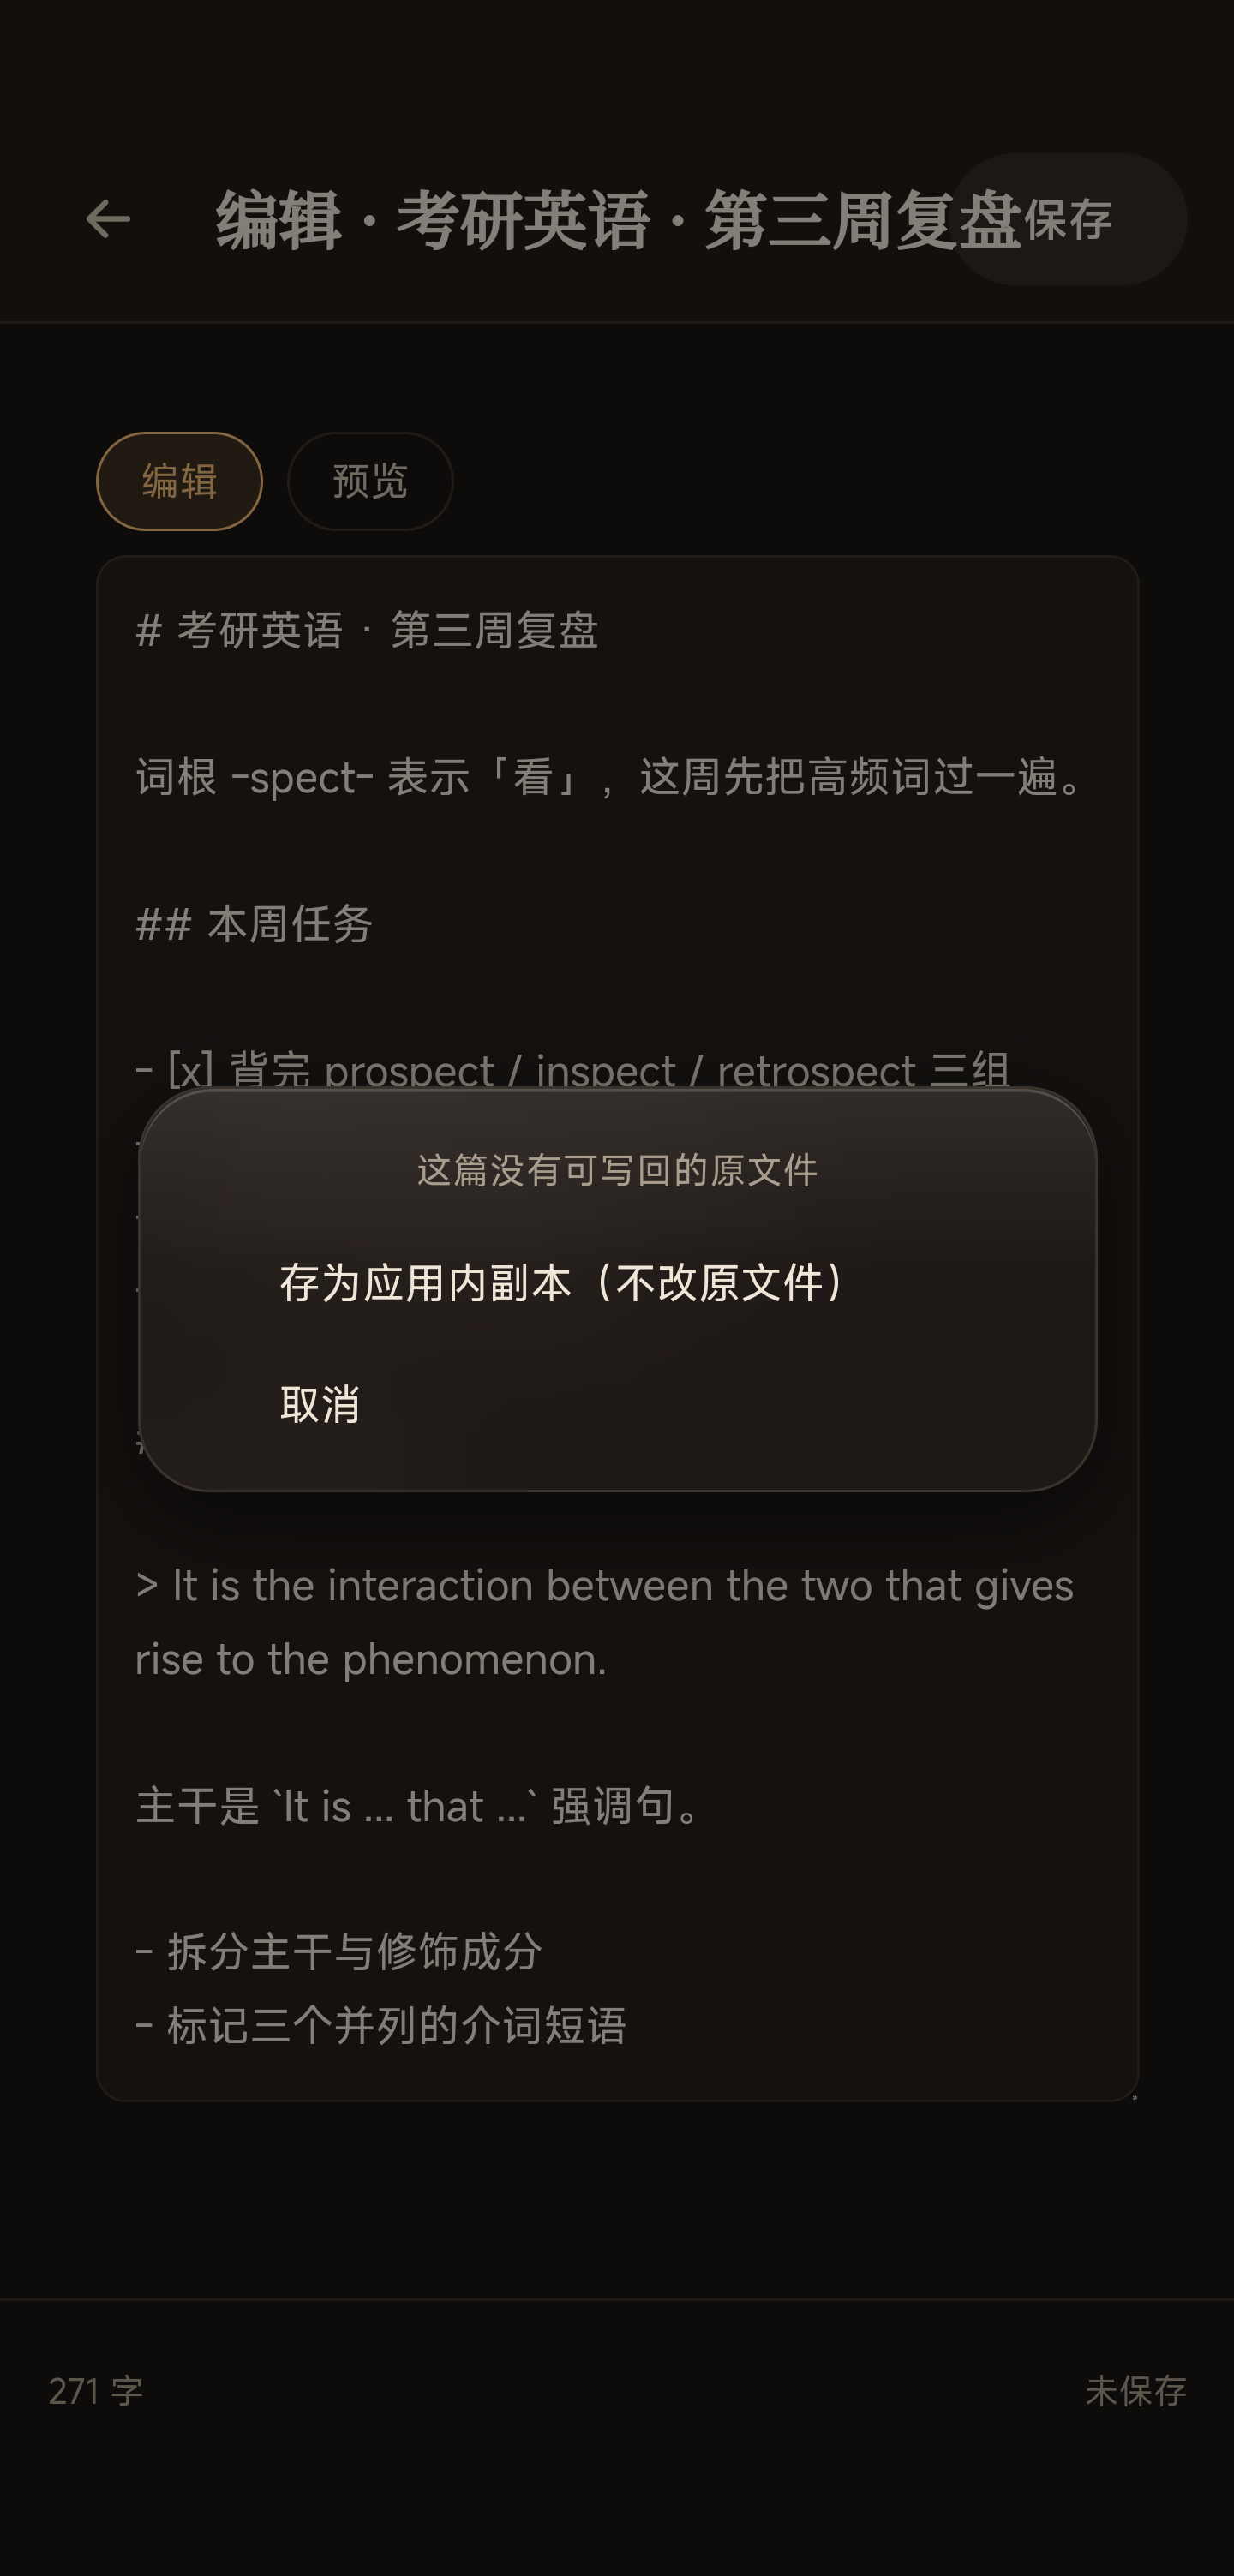 编辑 · 考研英语 · 第三周复盘
保存
编辑
预览
# 考研英语 · 第三周复盘
词根 -spect- 表示「看」，这周先把高频词过一遍。
## 本周任务
- [x] 背完 prospect / inspect / retrospect 三组
这篇没有可写回的原文件
存为应用内副本（不改原文件）
取消
> It is the interaction between the two that gives
rise to the phenomenon.
主干是 `It is ... that ...` 强调句。
- 拆分主干与修饰成分
- 标记三个并列的介词短语
271 字
未保存